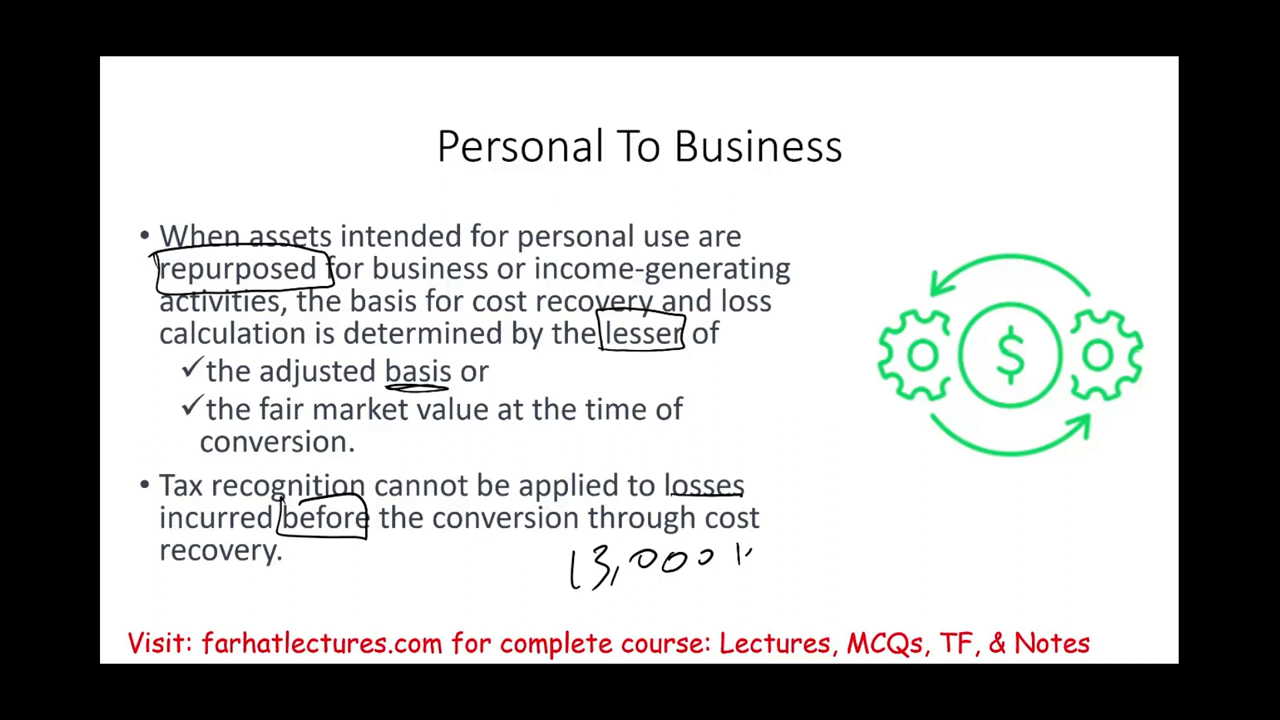 Personal To Business
• When assets intended for personal use are
repurposed for business or income-generating
activities, the basis for cost recovery and loss
calculation is determined by the lesser of
✓the adjusted basis or
✓the fair market value at the time of
conversion.
• Tax recognition cannot be applied to losses
incurred before the conversion through cost
recovery.
13,000
$
Visit: farhatlectures.com for complete course: Lectures, MCQs, TF, & Notes